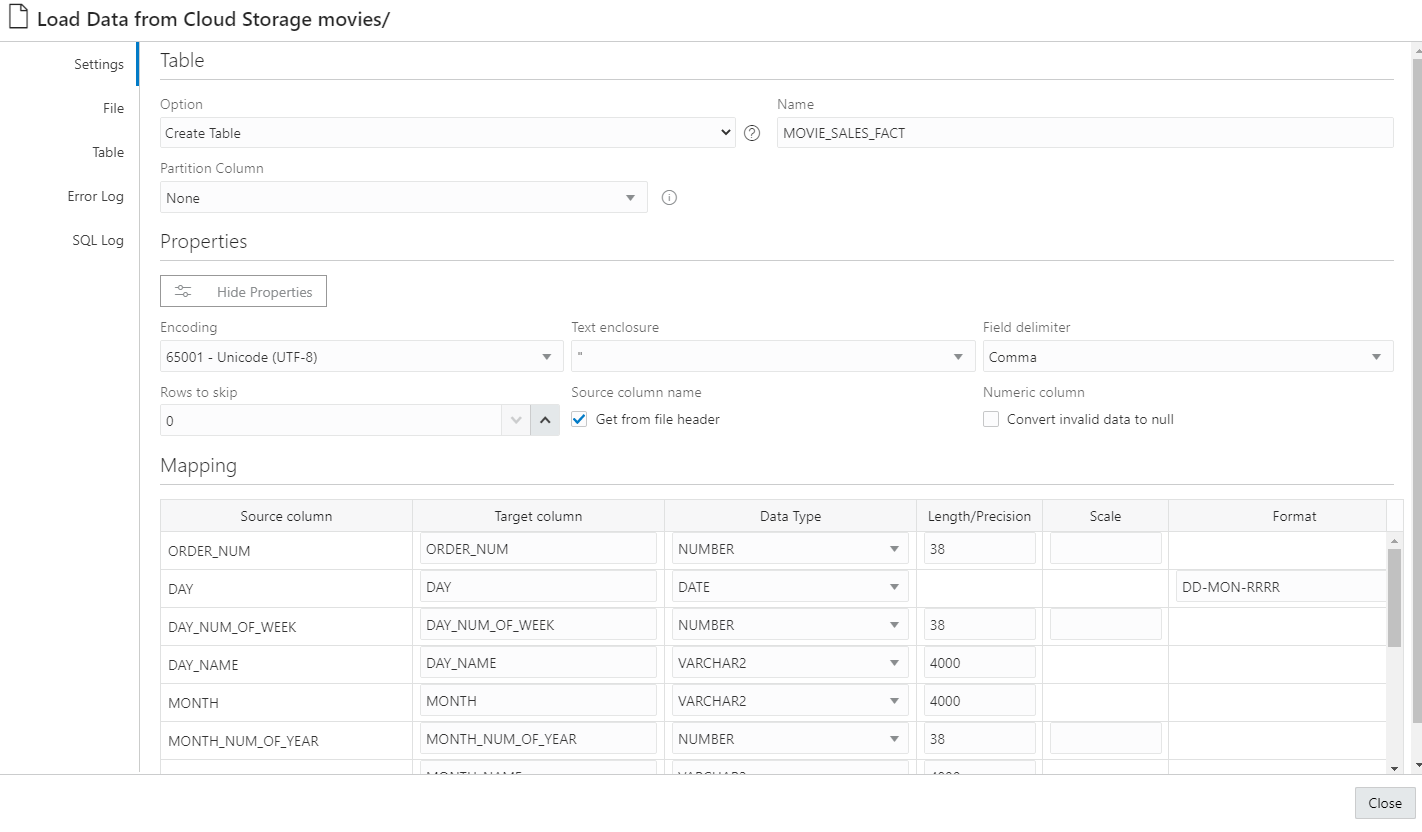 Load Data from Cloud Storage movies/
Settings
File
Table
Error Log
SQL Log
Table
Option Name
Create Table ? MOVIE_SALES_FACT
Partition Column
None i
Properties
Hide Properties
Encoding Text enclosure Field delimiter
65001 - Unicode (UTF-8) " Comma
Rows to skip Source column name Numeric column
0 Get from file header Convert invalid data to null
Mapping
Source column Target column Data Type Length/Precision Scale Format
ORDER_NUM ORDER_NUM NUMBER 38
DAY DAY DATE DD-MON-RRRR
DAY_NUM_OF_WEEK DAY_NUM_OF_WEEK NUMBER 38
DAY_NAME DAY_NAME VARCHAR2 4000
MONTH MONTH VARCHAR2 4000
MONTH_NUM_OF_YEAR MONTH_NUM_OF_YEAR NUMBER 38
MONTH_NAME VARCHAR2 4000
Close